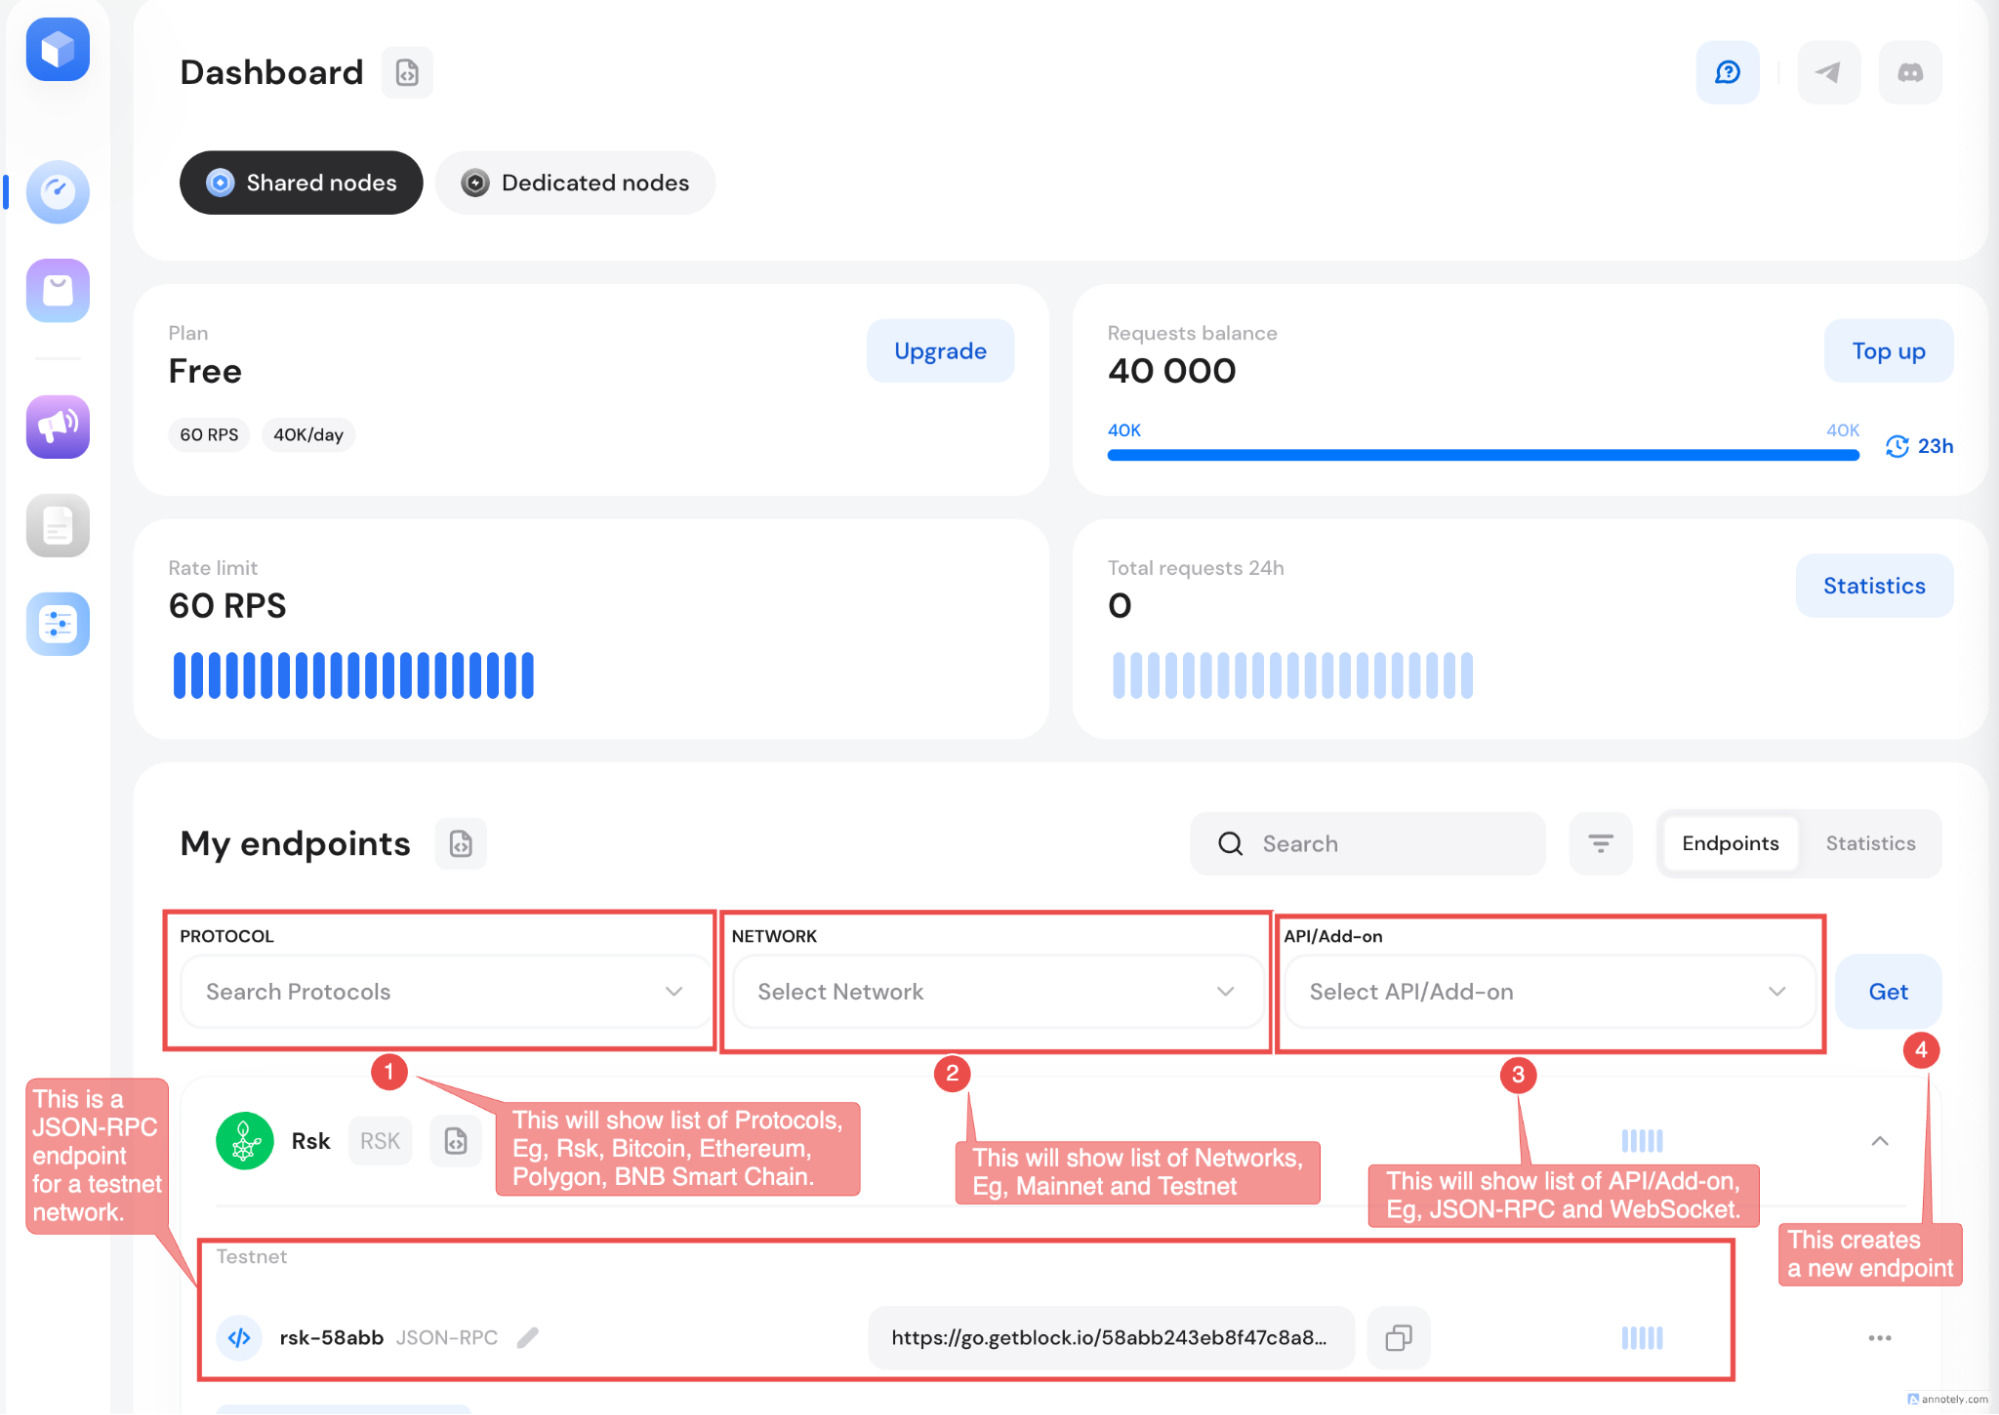 Dashboard
Shared nodes
Dedicated nodes
Plan
Free
Upgrade
60 RPS
40K/day
Requests balance
40 000
Top up
40K
40K
23h
Rate limit
60 RPS
Total requests 24h
0
Statistics
My endpoints
Search
Endpoints
Statistics
PROTOCOL
Search Protocols
NETWORK
Select Network
API/Add-on
Select API/Add-on
Get
1
2
3
4
This is a
JSON-RPC
endpoint
for a testnet
network.
Rsk
RSK
This will show list of Protocols,
Eg, Rsk, Bitcoin, Ethereum,
Polygon, BNB Smart Chain.
This will show list of Networks,
Eg, Mainnet and Testnet
This will show list of API/Add-on,
Eg, JSON-RPC and WebSocket.
This creates
a new endpoint
Testnet
rsk-58abb JSON-RPC
https://go.getblock.io/58abb243eb8f47c8a8...
annotely.com